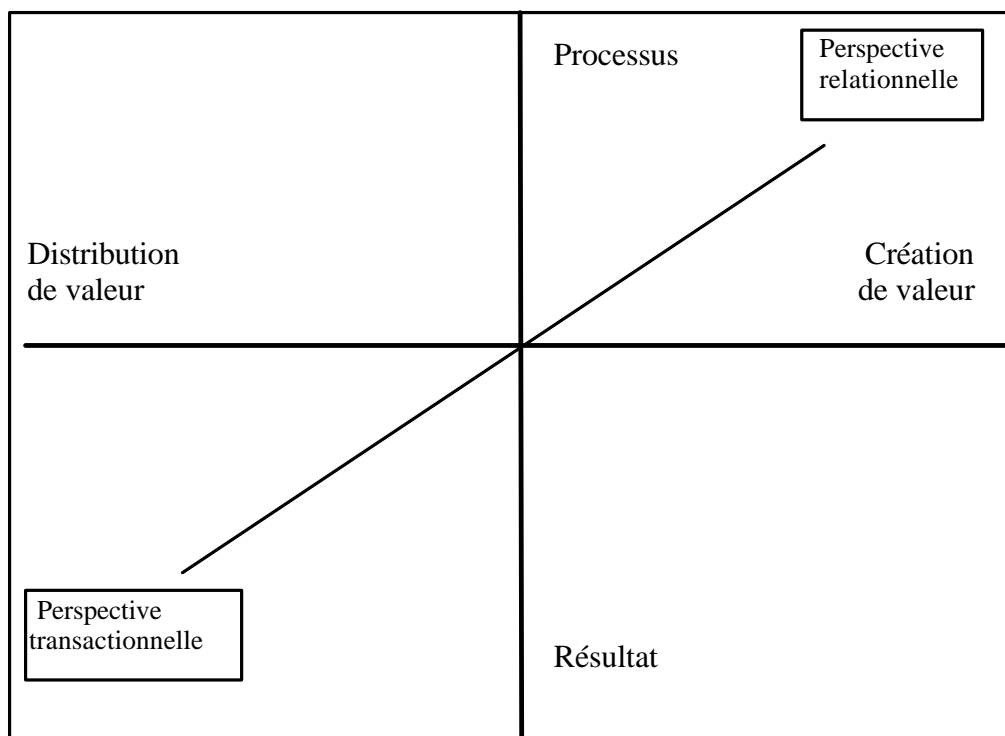 Processus
Perspective
relationnelle
Distribution
de valeur
Création
de valeur
Perspective
transactionnelle
Résultat